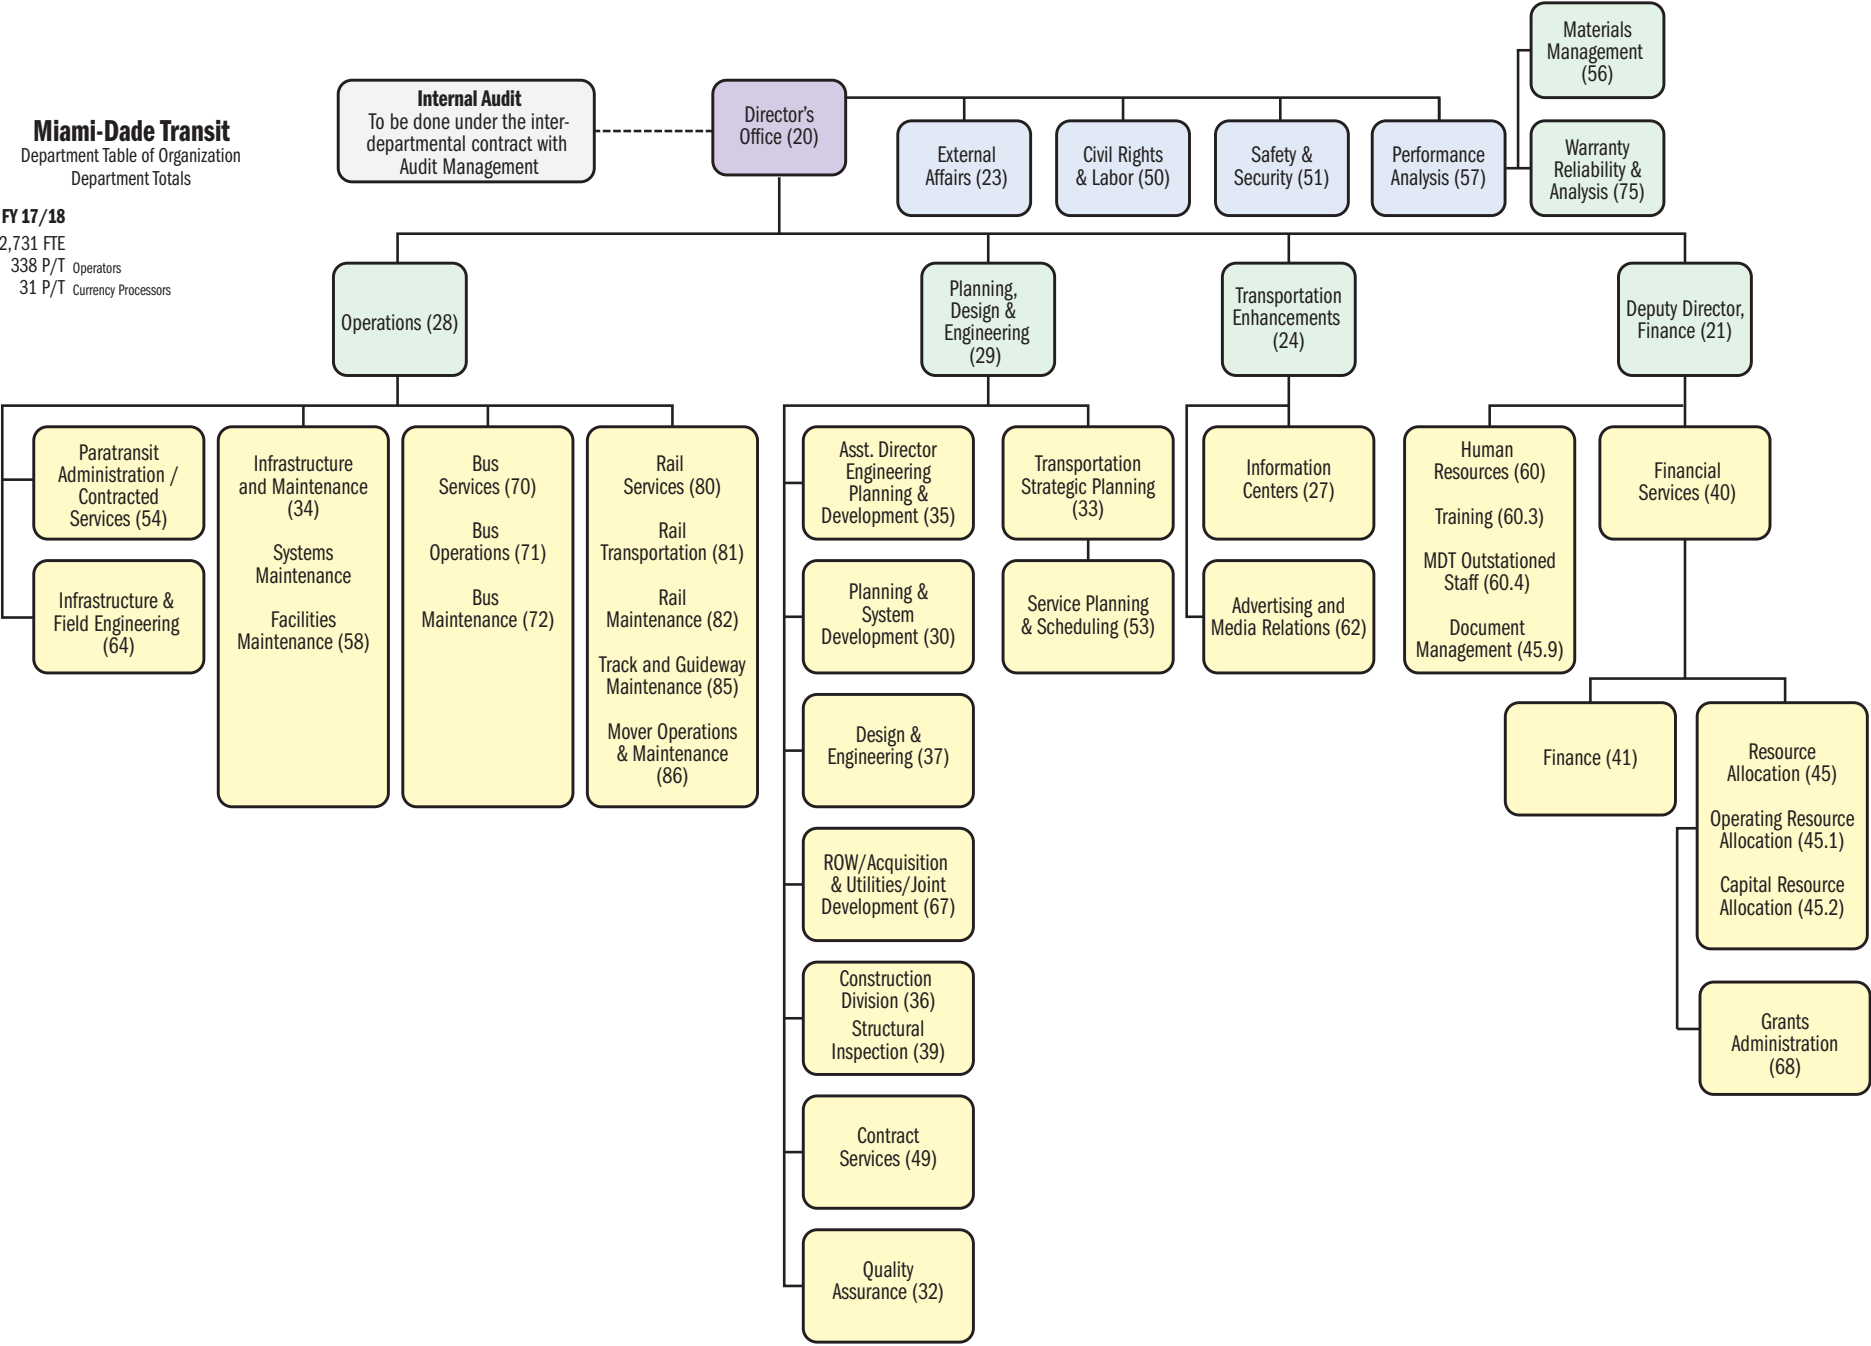 Miami-Dade Transit
Department Table of Organization
Department Totals
FY 17/18
2,731 FTE
338 P/T Operators
31 P/T Currency Processors
Internal Audit
To be done under the inter-
departmental contract with
Audit Management
Director's
Office (20)
External
Affairs (23)
Civil Rights
& Labor (50)
Safety &
Security (51)
Performance
Analysis (57)
Materials
Management
(56)
Warranty
Reliability &
Analysis (75)
Operations (28)
Planning,
Design &
Engineering
(29)
Transportation
Enhancements
(24)
Deputy Director,
Finance (21)
Paratransit
Administration /
Contracted
Services (54)
Infrastructure &
Field Engineering
(64)
Infrastructure
and Maintenance
(34)
Systems
Maintenance
Facilities
Maintenance (58)
Bus
Services (70)
Bus
Operations (71)
Bus
Maintenance (72)
Rail
Services (80)
Rail
Transportation (81)
Rail
Maintenance (82)
Track and Guideway
Maintenance (85)
Mover Operations
& Maintenance
(86)
Asst. Director
Engineering
Planning &
Development (35)
Planning &
System
Development (30)
Design &
Engineering (37)
ROW/Acquisition
& Utilities/Joint
Development (67)
Construction
Division (36)
Structural
Inspection (39)
Contract
Services (49)
Quality
Assurance (32)
Transportation
Strategic Planning
(33)
Service Planning
& Scheduling (53)
Information
Centers (27)
Advertising and
Media Relations (62)
Human
Resources (60)
Training (60.3)
MDT Outstationed
Staff (60.4)
Document
Management (45.9)
Financial
Services (40)
Finance (41)
Resource
Allocation (45)
Operating Resource
Allocation (45.1)
Capital Resource
Allocation (45.2)
Grants
Administration
(68)